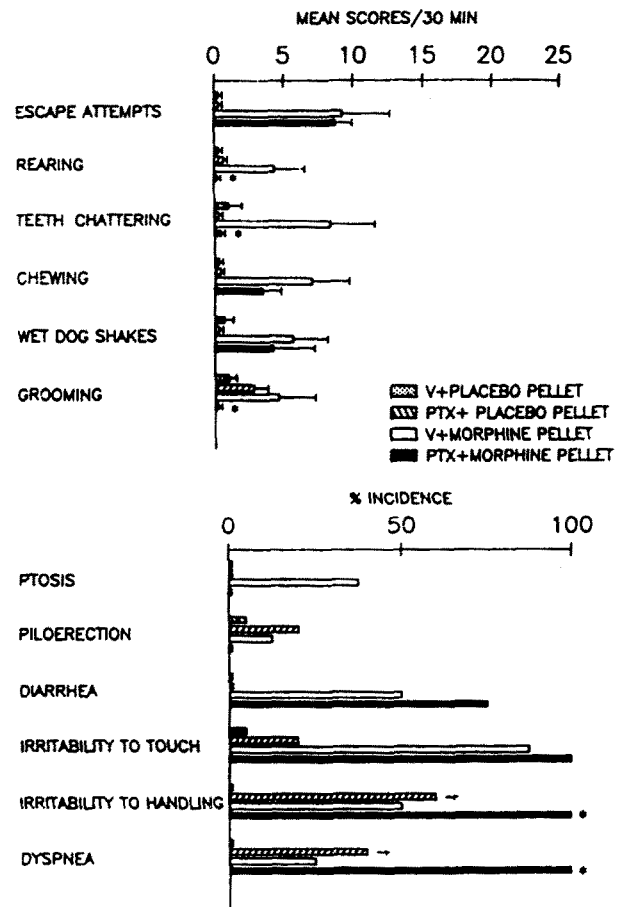 MEAN SCORES/30 MIN
0 5 10 15 20 25
ESCAPE ATTEMPTS
REARING
*
TEETH CHATTERING
*
CHEWING
WET DOG SHAKES
GROOMING
*
V+PLACEBO PELLET
PTX+ PLACEBO PELLET
V+MORPHINE PELLET
PTX+MORPHINE PELLET
% INCIDENCE
0 50 100
PTOSIS
PILOERECTION
DIARRHEA
IRRITABILITY TO TOUCH
IRRITABILITY TO HANDLING
→
*
DYSPNEA
→
*